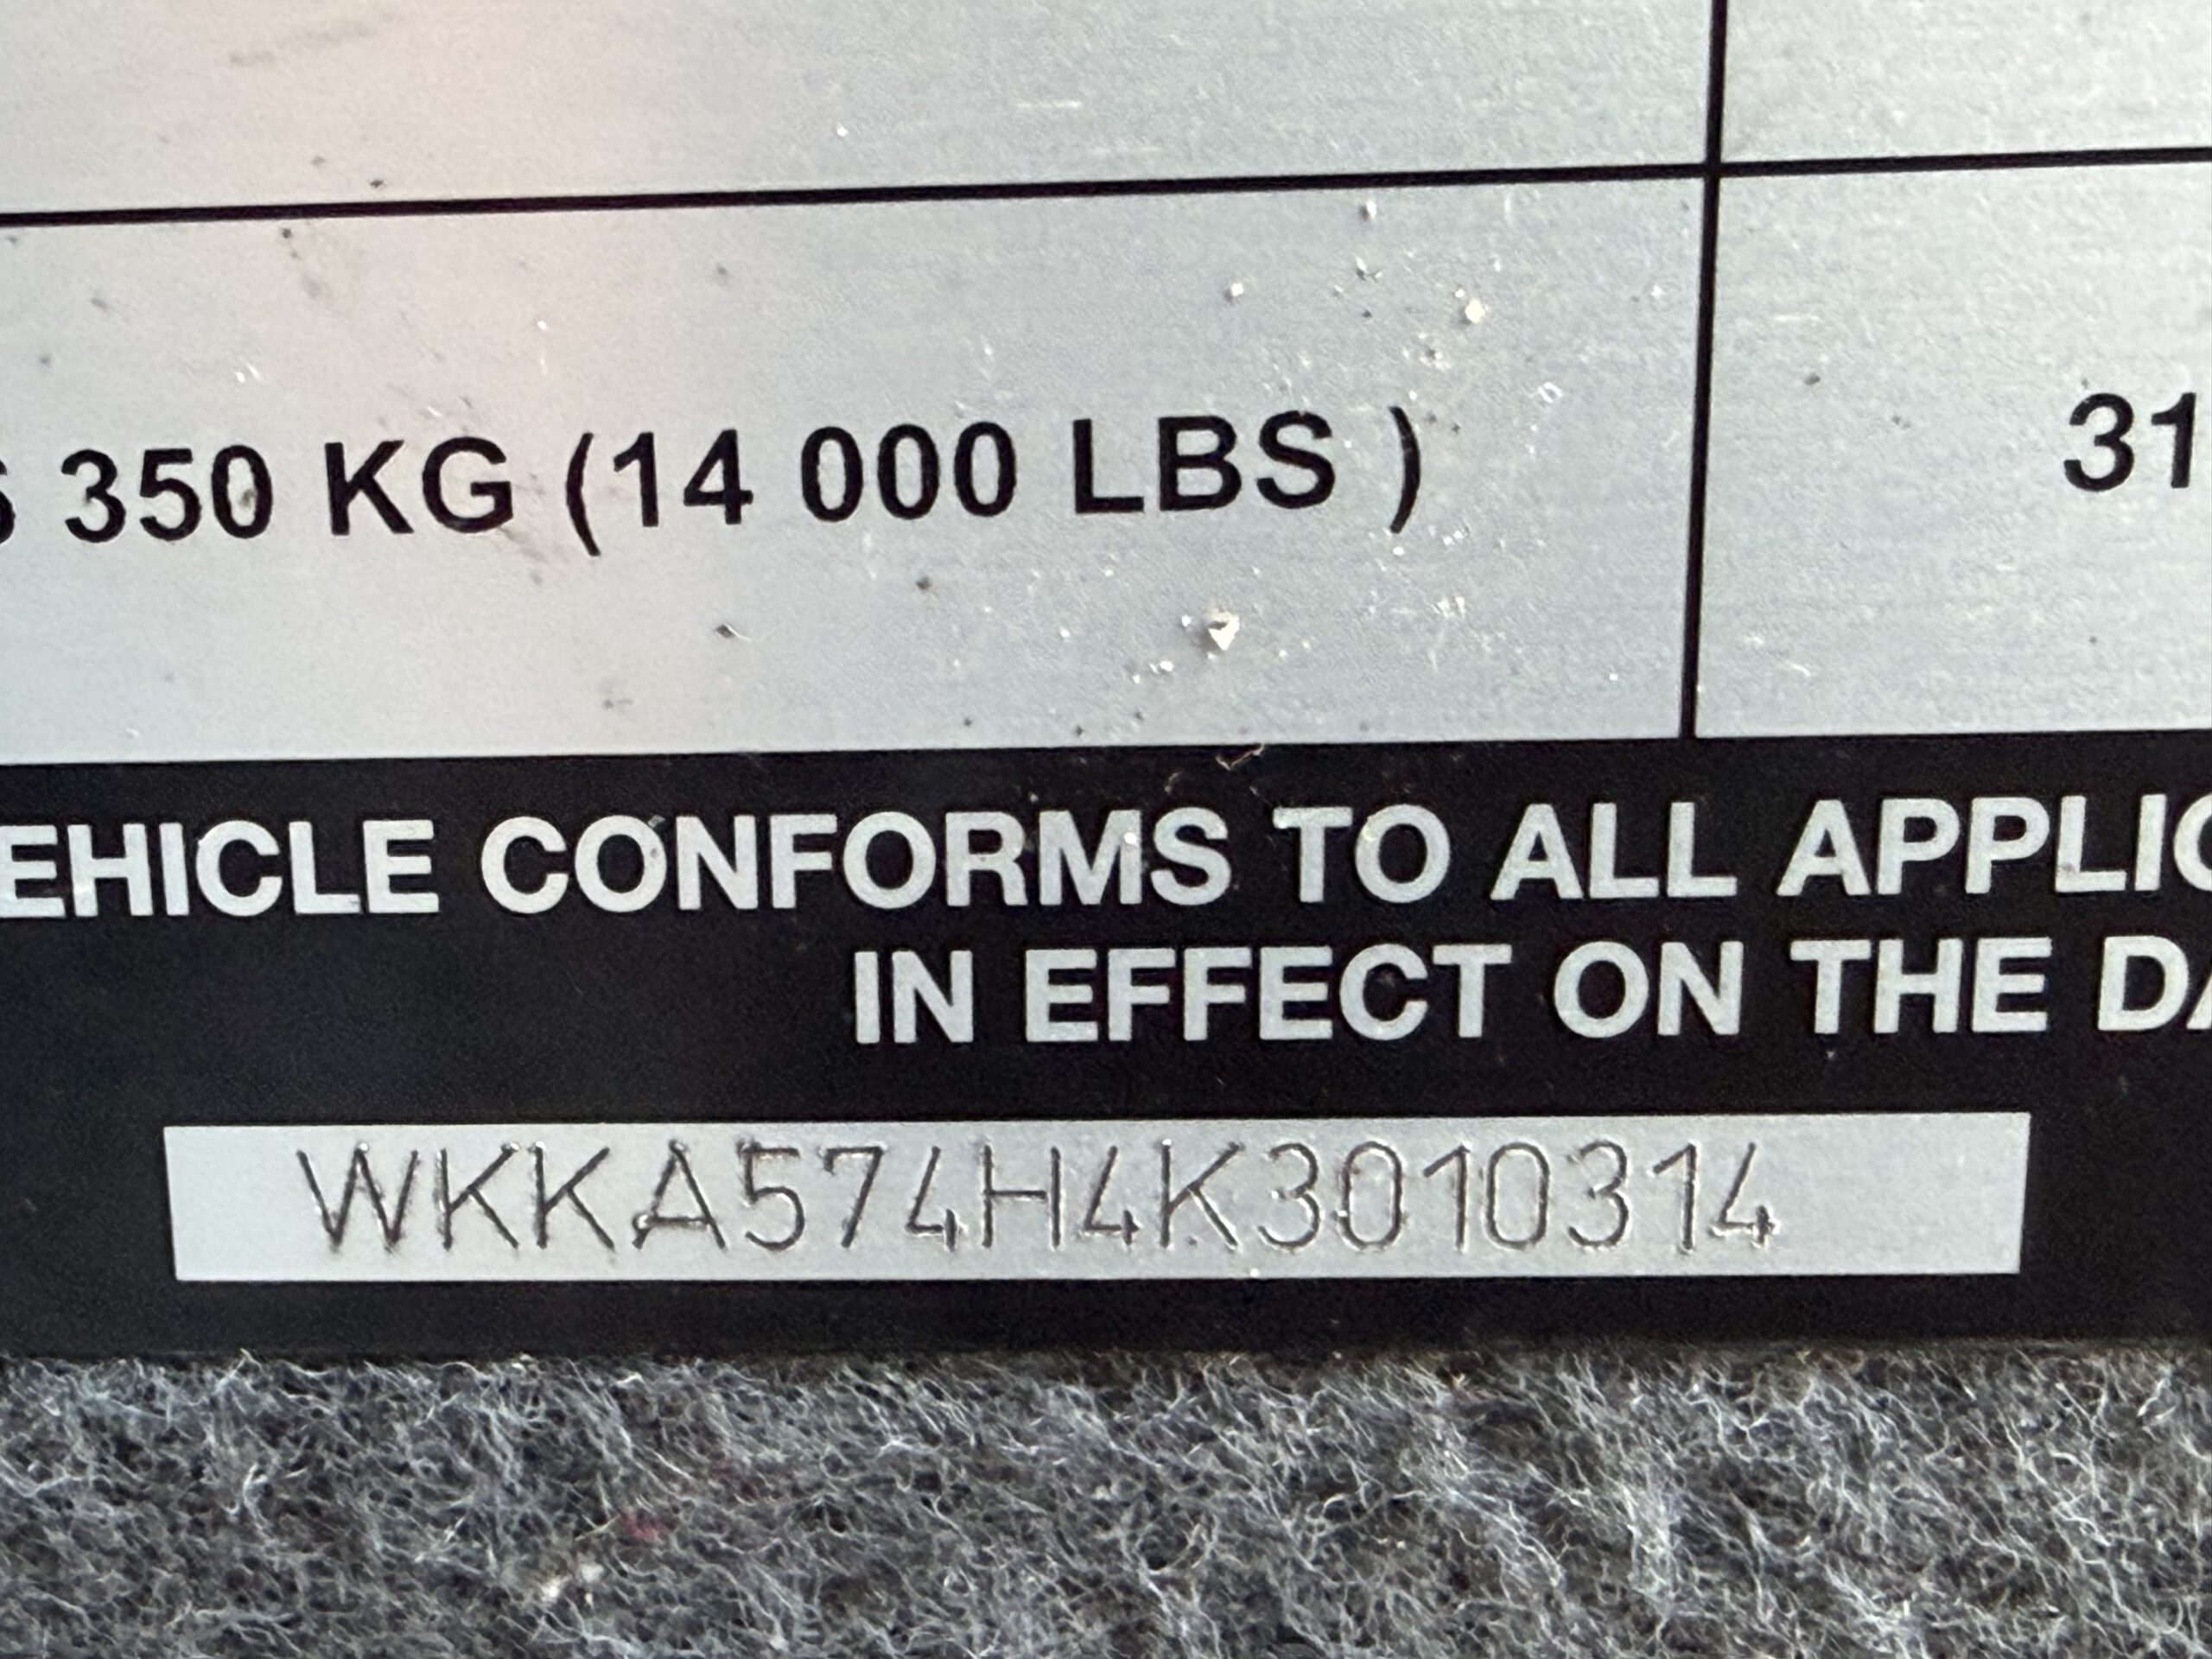 350 KG (14 000 LBS )
31
EHICLE CONFORMS TO ALL APPLIC
IN EFFECT ON THE DA
WKKA574H4K3010314